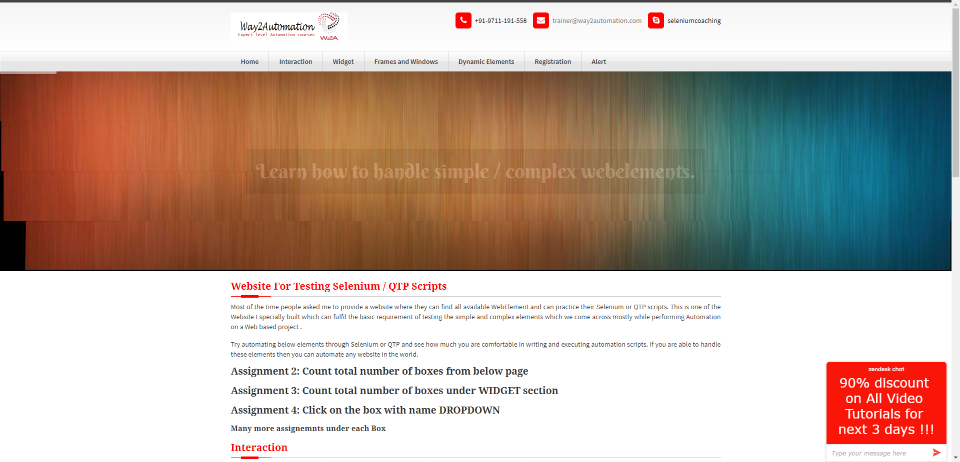 Way2Automation
Expert level Automation courses
W2A
+91-9711-191-558
trainer@way2automation.com
seleniumcoaching
Home Interaction Widget Frames and Windows Dynamic Elements Registration Alert
Learn how to handle simple / complex webelements.
Website For Testing Selenium / QTP Scripts
Most of the time people asked me to provide a website where they can find all available WebElement and can practice their Selenium or QTP scripts. This is one of the
Website I specially built which can fulfil the basic requirement of testing the simple and complex elements which we come across mostly while performing Automation
on a Web based project .
Try automating below elements through Selenium or QTP and see how much you are comfortable in writing and executing automation scripts. If you are able to handle
these elements then you can automate any website in the world.
Assignment 2: Count total number of boxes from below page
Assignment 3: Count total number of boxes under WIDGET section
Assignment 4: Click on the box with name DROPDOWN
Many more assignemnts under each Box
Interaction
zendesk chat
90% discount
on All Video
Tutorials for
next 3 days !!!
Type your message here